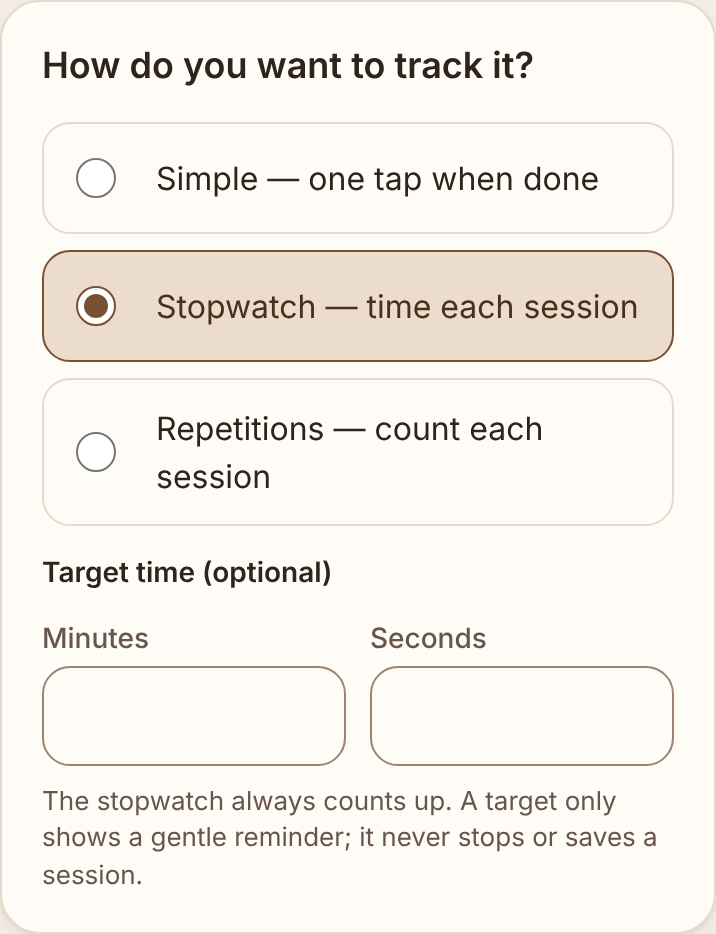 How do you want to track it?
Simple — one tap when done
Stopwatch — time each session
Repetitions — count each
session
Target time (optional)
Minutes
Seconds
The stopwatch always counts up. A target only
shows a gentle reminder; it never stops or saves a
session.